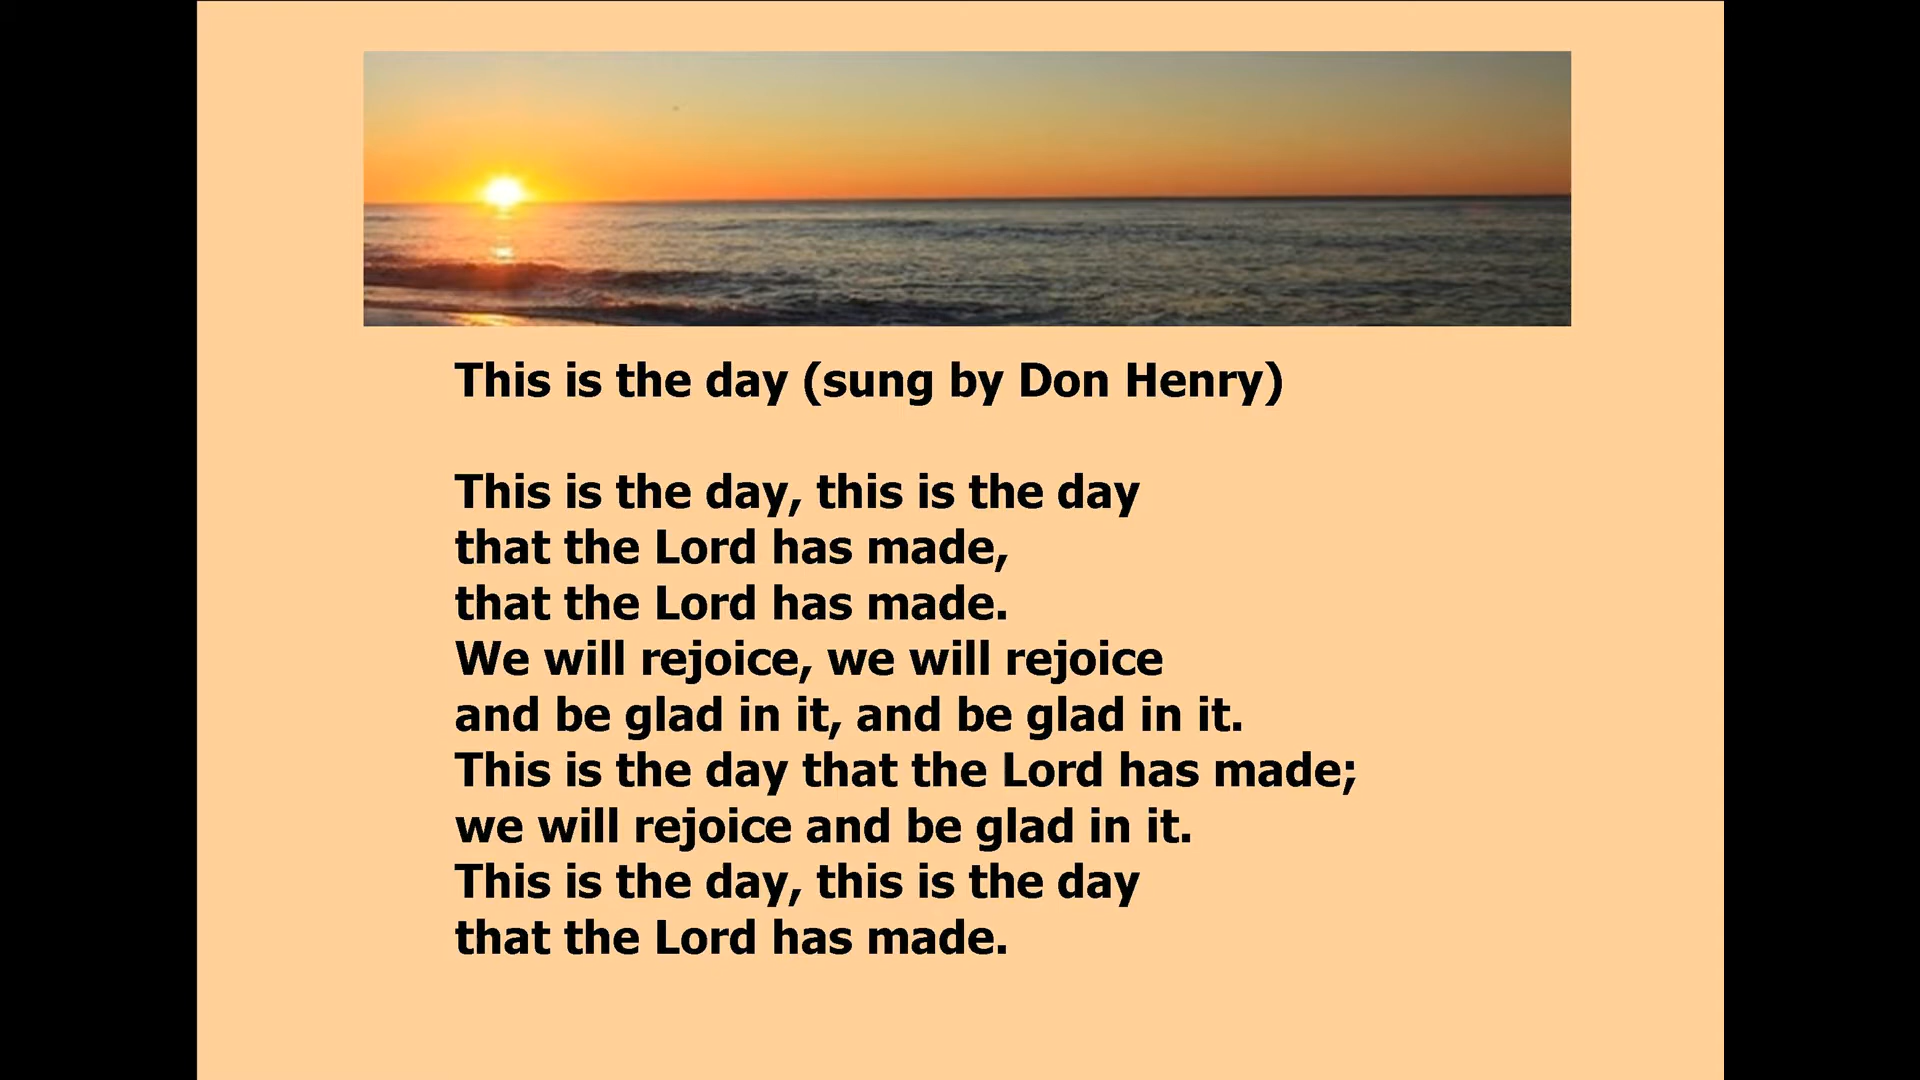 This is the day (sung by Don Henry)
This is the day, this is the day
that the Lord has made,
that the Lord has made.
We will rejoice, we will rejoice
and be glad in it, and be glad in it.
This is the day that the Lord has made;
we will rejoice and be glad in it.
This is the day, this is the day
that the Lord has made.